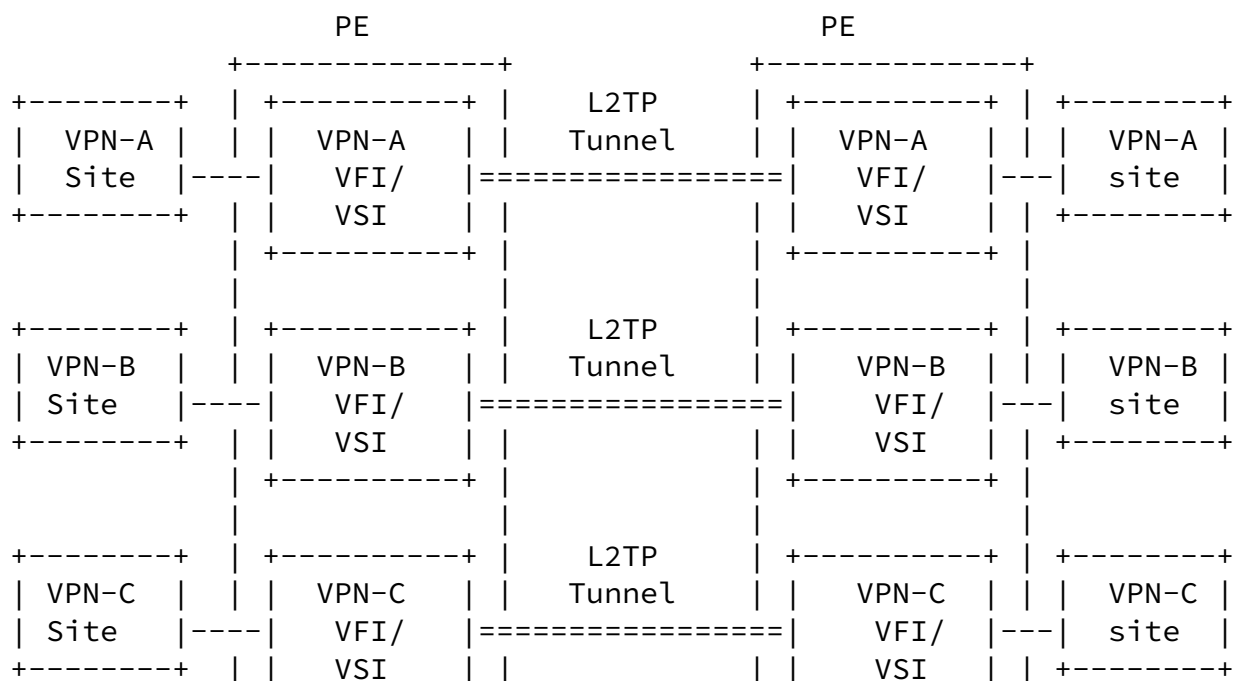 PE                          PE
            +--------------+             +--------------+
+--------+  | +----------+ |    L2TP     | +----------+ |  +--------+
|  VPN-A |  | |  VPN-A   | |   Tunnel    | |  VPN-A   | |  |  VPN-A |
|  Site  |----|   VFI/   |=================|   VFI/   |---|  site  |
+--------+  | |   VSI    | |             | |   VSI    | |  +--------+
            | +----------+ |             | +----------+ |
            |              |             |              |
+--------+  | +----------+ |    L2TP     | +----------+ |  +--------+
| VPN-B  |  | |  VPN-B   | |   Tunnel    | |   VPN-B  | |  |  VPN-B |
| Site   |----|   VFI/   |=================|    VFI/  |---|  site  |
+--------+  | |   VSI    | |             | |    VSI   | |  +--------+
            | +----------+ |             | +----------+ |
            |              |             |              |
+--------+  | +----------+ |    L2TP     | +----------+ |  +--------+
| VPN-C  |  | |  VPN-C   | |   Tunnel    | |   VPN-C  | |  |  VPN-C |
| Site   |----|   VFI/   |=================|    VFI/  |---|  site  |
+--------+  | |   VSI    | |             | |    VSI   | |  +--------+